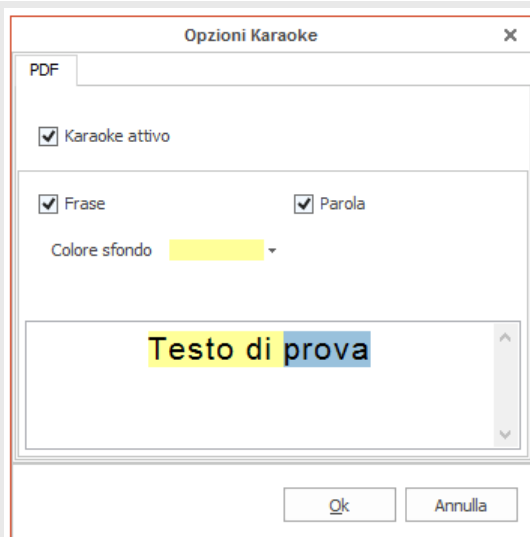 Opzioni Karaoke
PDF
Karaoke attivo
Frase Parola
Colore sfondo
Testo di prova
Ok Annulla